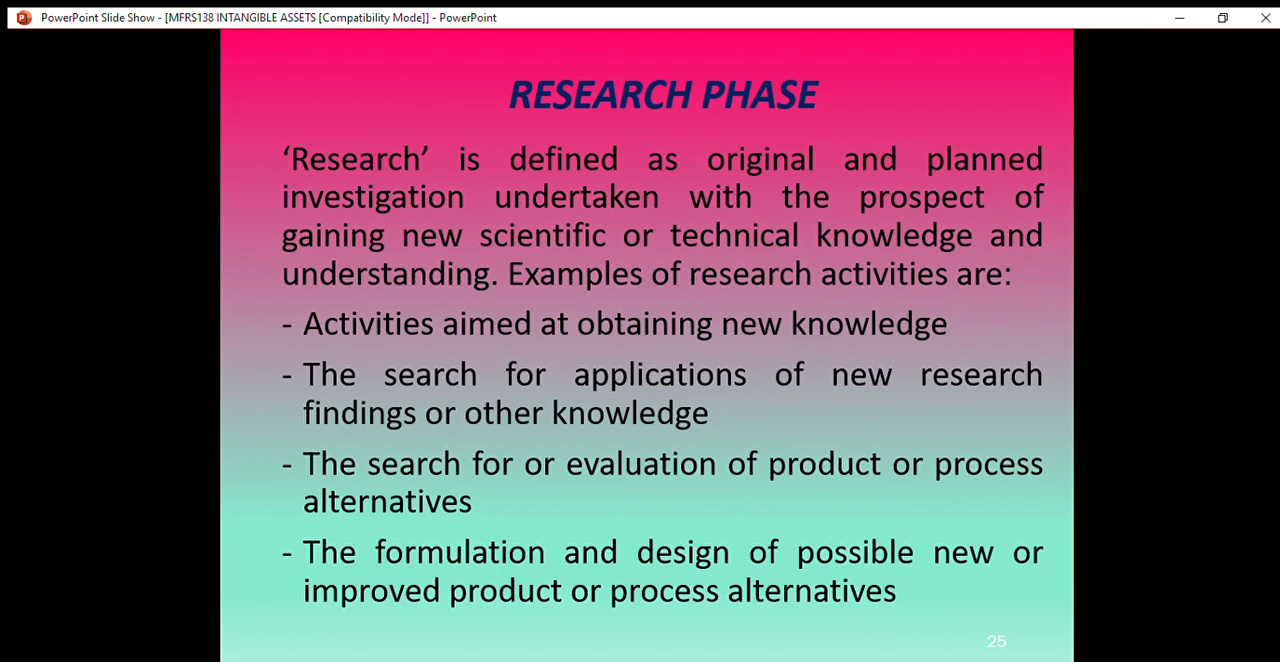 PowerPoint Slide Show - [MFRS138 INTANGIBLE ASSETS [Compatibility Mode]] - PowerPoint
RESEARCH PHASE
‘Research’ is defined as original and planned
investigation undertaken with the prospect of
gaining new scientific or technical knowledge and
understanding. Examples of research activities are:
- Activities aimed at obtaining new knowledge
- The search for applications of new research
findings or other knowledge
- The search for or evaluation of product or process
alternatives
- The formulation and design of possible new or
improved product or process alternatives
25